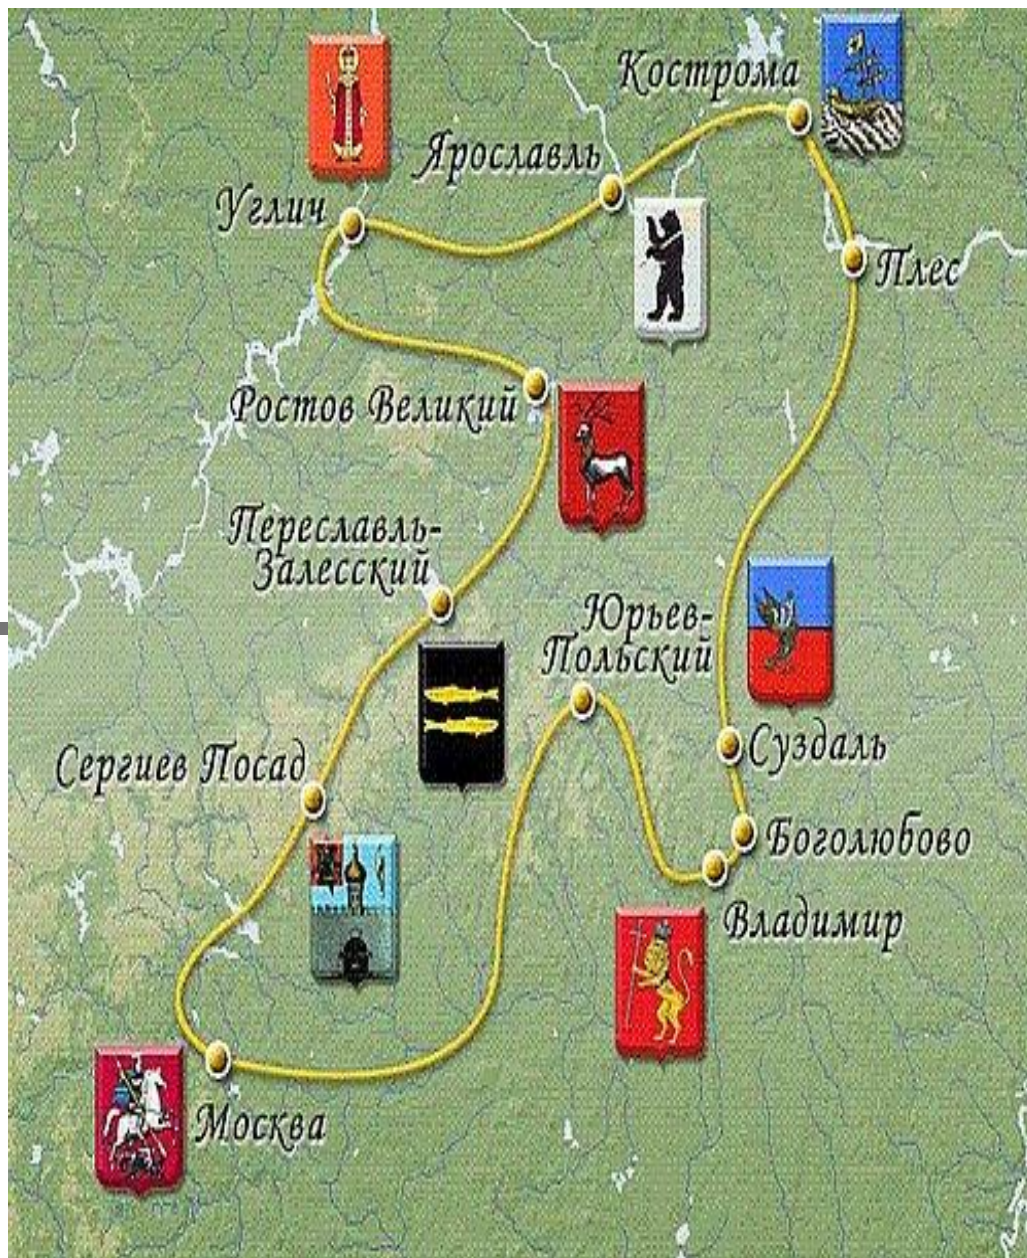 Кострома
Ярославль
Углич
Плес
Ростов Великий
Переславль-
Залесский
Юрьев-
Польский
Суздаль
Сергиев Посад
Боголюбово
Владимир
Москва